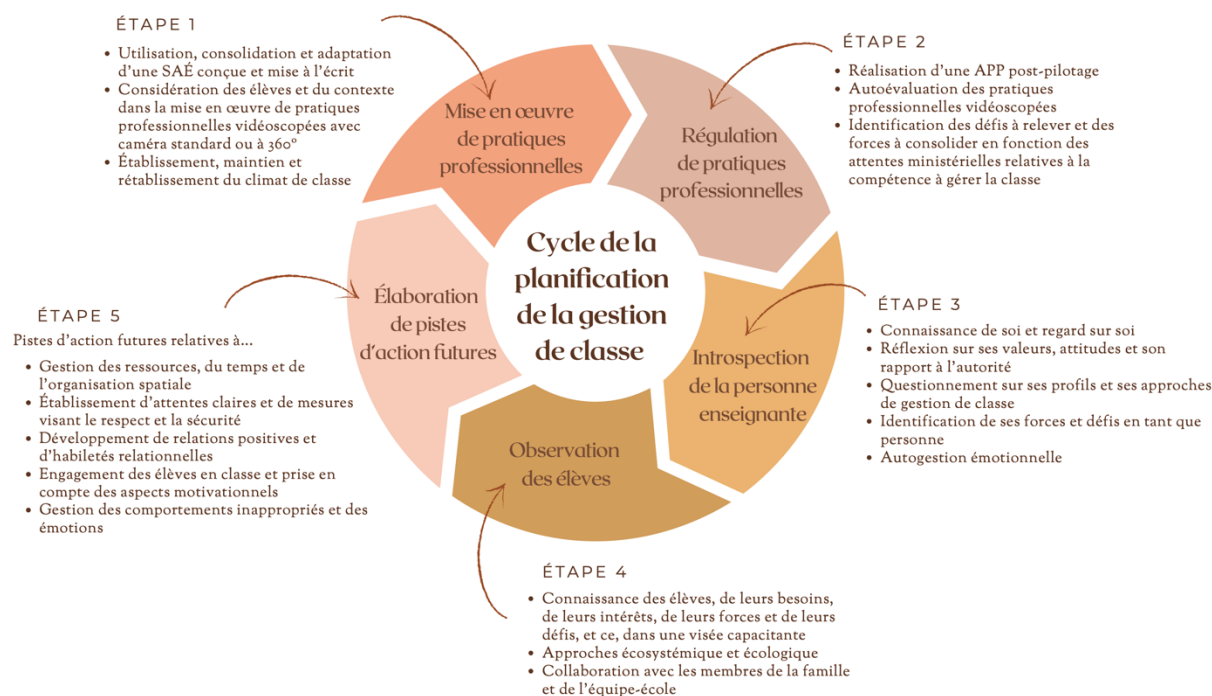 ÉTAPE 1
• Utilisation, consolidation et adaptation
d'une SAÉ conçue et mise à l'écrit
• Considération des élèves et du contexte
dans la mise en œuvre de pratiques
professionnelles vidéoscopées avec
caméra standard ou à 360°
• Établissement, maintien et
rétablissement du climat de classe
Mise en œuvre
de pratiques
professionnelles
ÉTAPE 2
• Réalisation d'une APP post-pilotage
• Autoévaluation des pratiques
professionnelles vidéoscopées
• Identification des défis à relever et des
forces à consolider en fonction des
attentes ministérielles relatives à la
compétence à gérer la classe
Régulation
de pratiques
professionnelles
Cycle de la
planification
de la gestion
de classe
ÉTAPE 3
• Connaissance de soi et regard sur soi
• Réflexion sur ses valeurs, attitudes et son
rapport à l'autorité
• Questionnement sur ses profils et ses approches
de gestion de classe
• Identification de ses forces et défis en tant que
personne
• Autogestion émotionnelle
Introspection
de la personne
enseignante
Observation
des élèves
ÉTAPE 4
• Connaissance des élèves, de leurs besoins,
de leurs intérêts, de leurs forces et de leurs
défis, et ce, dans une visée capacitante
• Approches écosystémique et écologique
• Collaboration avec les membres de la famille
et de l'équipe-école
Élaboration
de pistes
d'action futures
ÉTAPE 5
Pistes d'action futures relatives à...
• Gestion des ressources, du temps et de
l'organisation spatiale
• Établissement d'attentes claires et de mesures
visant le respect et la sécurité
• Développement de relations positives et
d'habiletés relationnelles
• Engagement des élèves en classe et prise en
compte des aspects motivationnels
• Gestion des comportements inappropriés et des
émotions